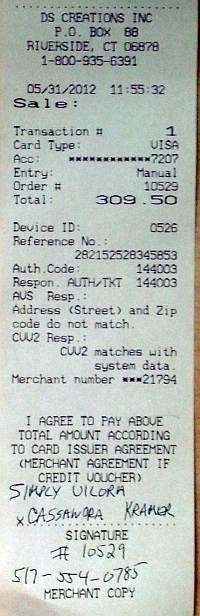 DS CREATIONS INC
P.O. BOX 88
RIVERSIDE, CT 06878
1-800-935-6391
05/31/2012 11:55:32
Sale:
Transaction # 1
Card Type: VISA
Acc: ************7207
Entry: Manual
Order # 10529
Total: 309.50
Device ID: 0526
Reference No.:
282152528345853
Auth.Code: 144003
Respon. AUTH/TKT 144003
AVS Resp.:
Address (Street) and Zip
code do not match.
CVV2 Resp.:
CVV2 matches with
system data.
Merchant number ***21794
I AGREE TO PAY ABOVE
TOTAL AMOUNT ACCORDING
TO CARD ISSUER AGREEMENT
(MERCHANT AGREEMENT IF
CREDIT VOUCHER)
SIMPLY VILORA
x CASSANDRA KRAMER
SIGNATURE
# 10529
517-554-0785
MERCHANT COPY